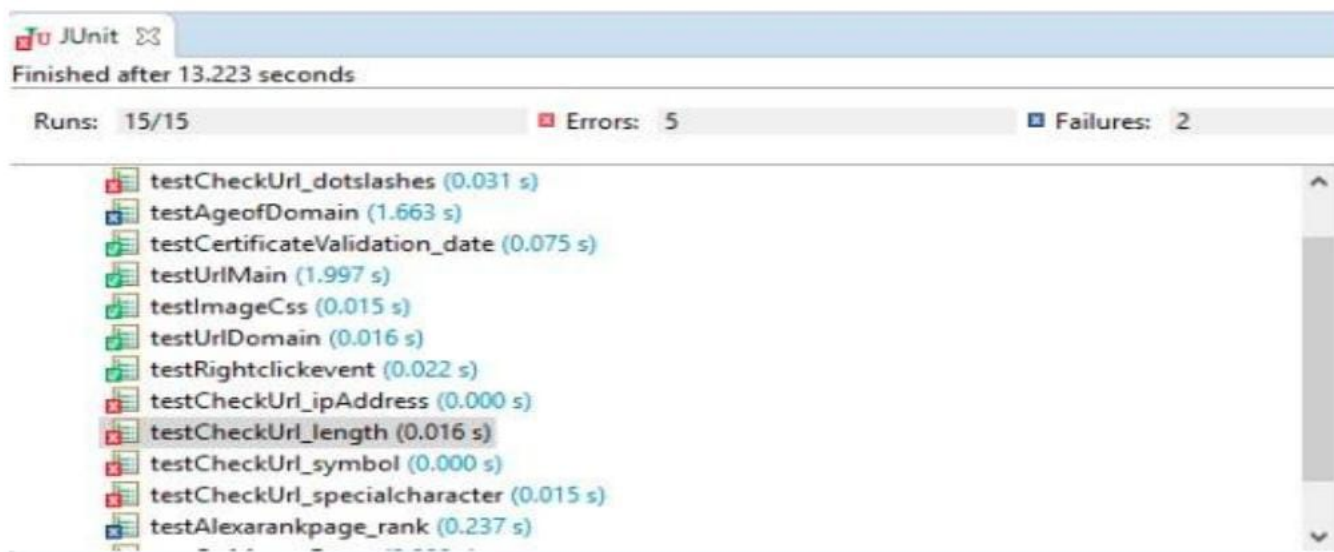 JUnit
Finished after 13.223 seconds
Runs: 15/15 Errors: 5 Failures: 2
testCheckUrl_dotslashes (0.031 s)
testAgeofDomain (1.663 s)
testCertificateValidation_date (0.075 s)
testUrlMain (1.997 s)
testImageCss (0.015 s)
testUrlDomain (0.016 s)
testRightclickevent (0.022 s)
testCheckUrl_ipAddress (0.000 s)
testCheckUrl_length (0.016 s)
testCheckUrl_symbol (0.000 s)
testCheckUrl_specialcharacter (0.015 s)
testAlexarankpage_rank (0.237 s)